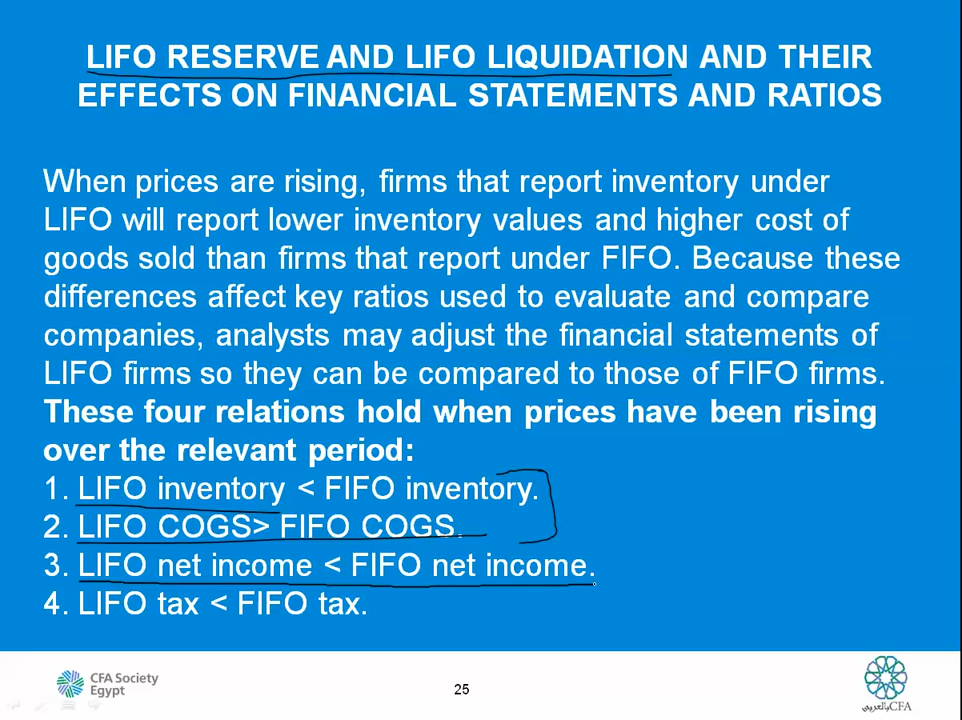 LIFO RESERVE AND LIFO LIQUIDATION AND THEIR
EFFECTS ON FINANCIAL STATEMENTS AND RATIOS
When prices are rising, firms that report inventory under
LIFO will report lower inventory values and higher cost of
goods sold than firms that report under FIFO. Because these
differences affect key ratios used to evaluate and compare
companies, analysts may adjust the financial statements of
LIFO firms so they can be compared to those of FIFO firms.
These four relations hold when prices have been rising
over the relevant period:
1. LIFO inventory < FIFO inventory.
2. LIFO COGS> FIFO COGS.
3. LIFO net income < FIFO net income.
4. LIFO tax < FIFO tax.
CFA Society
Egypt
25
CFAبالعربي